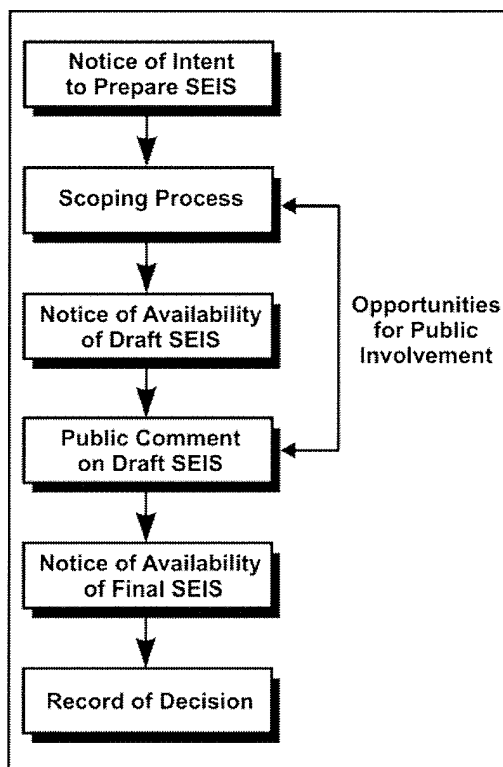 Notice of Intent
to Prepare SEIS
Scoping Process
Opportunities
for Public
Involvement
Notice of Availability
of Draft SEIS
Public Comment
on Draft SEIS
Notice of Availability
of Final SEIS
Record of Decision